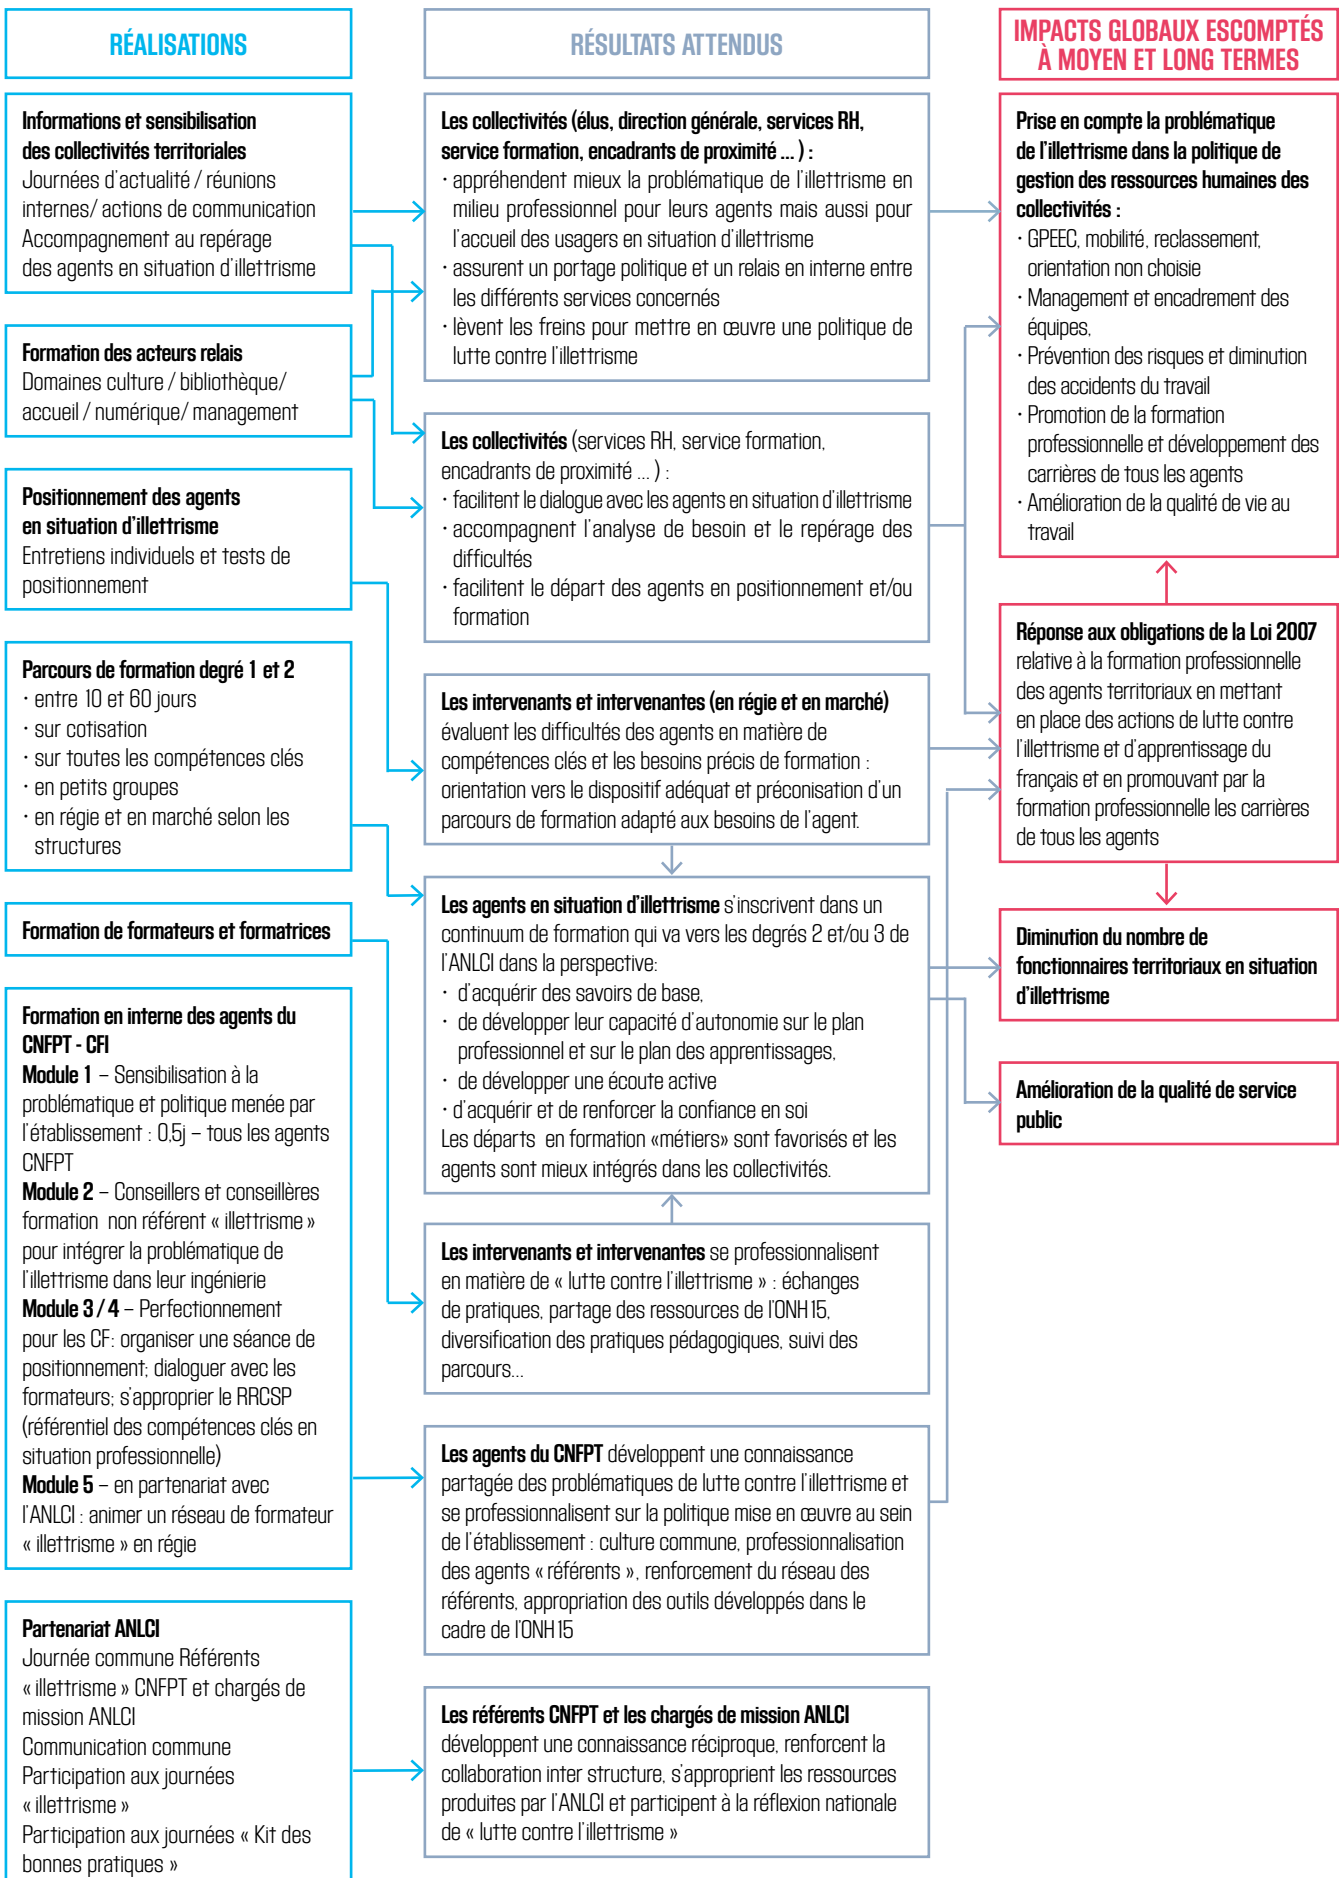 RÉALISATIONS
Informations et sensibilisation
des collectivités territoriales
Journées d'actualité / réunions
internes/ actions de communication
Accompagnement au repérage
des agents en situation d'illettrisme
Formation des acteurs relais
Domaines culture / bibliothèque/
accueil / numérique/ management
Positionnement des agents
en situation d'illettrisme
Entretiens individuels et tests de
positionnement
Parcours de formation degré 1 et 2
· entre 10 et 60 jours
· sur cotisation
· sur toutes les compétences clés
· en petits groupes
· en régie et en marché selon les
structures
Formation de formateurs et formatrices
Formation en interne des agents du
CNFPT - CFI
Module 1 – Sensibilisation à la
problématique et politique menée par
l'établissement : 0,5j – tous les agents
CNFPT
Module 2 – Conseillers et conseillères
formation non référent « illettrisme »
pour intégrer la problématique de
l'illettrisme dans leur ingénierie
Module 3 / 4 – Perfectionnement
pour les CF: organiser une séance de
positionnement; dialoguer avec les
formateurs; s'approprier le RRCSP
(référentiel des compétences clés en
situation professionnelle)
Module 5 – en partenariat avec
l'ANLCI : animer un réseau de formateur
« illettrisme » en régie
Partenariat ANLCI
Journée commune Référents
« illettrisme » CNFPT et chargés de
mission ANLCI
Communication commune
Participation aux journées
« illettrisme »
Participation aux journées « Kit des
bonnes pratiques »
RÉSULTATS ATTENDUS
Les collectivités (élus, direction générale, services RH,
service formation, encadrants de proximité ... ) :
· appréhendent mieux la problématique de l'illettrisme en
milieu professionnel pour leurs agents mais aussi pour
l'accueil des usagers en situation d'illettrisme
· assurent un portage politique et un relais en interne entre
les différents services concernés
· lèvent les freins pour mettre en œuvre une politique de
lutte contre l'illettrisme
Les collectivités (services RH, service formation,
encadrants de proximité ... ) :
· facilitent le dialogue avec les agents en situation d'illettrisme
· accompagnent l'analyse de besoin et le repérage des
difficultés
· facilitent le départ des agents en positionnement et/ou
formation
Les intervenants et intervenantes (en régie et en marché)
évaluent les difficultés des agents en matière de
compétences clés et les besoins précis de formation :
orientation vers le dispositif adéquat et préconisation d'un
parcours de formation adapté aux besoins de l'agent.
Les agents en situation d'illettrisme s'inscrivent dans un
continuum de formation qui va vers les degrés 2 et/ou 3 de
l'ANLCI dans la perspective:
· d'acquérir des savoirs de base,
· de développer leur capacité d'autonomie sur le plan
professionnel et sur le plan des apprentissages,
· de développer une écoute active
· d'acquérir et de renforcer la confiance en soi
Les départs en formation «métiers» sont favorisés et les
agents sont mieux intégrés dans les collectivités.
Les intervenants et intervenantes se professionnalisent
en matière de « lutte contre l'illettrisme » : échanges
de pratiques, partage des ressources de l'ONH 15,
diversification des pratiques pédagogiques, suivi des
parcours...
Les agents du CNFPT développent une connaissance
partagée des problématiques de lutte contre l'illettrisme et
se professionnalisent sur la politique mise en œuvre au sein
de l'établissement : culture commune, professionnalisation
des agents « référents », renforcement du réseau des
référents, appropriation des outils développés dans le
cadre de l'ONH 15
Les référents CNFPT et les chargés de mission ANLCI
développent une connaissance réciproque, renforcent la
collaboration inter structure, s'approprient les ressources
produites par l'ANLCI et participent à la réflexion nationale
de « lutte contre l'illettrisme »
IMPACTS GLOBAUX ESCOMPTÉS
À MOYEN ET LONG TERMES
Prise en compte la problématique
de l'illettrisme dans la politique de
gestion des ressources humaines des
collectivités :
· GPEEC, mobilité, reclassement,
orientation non choisie
· Management et encadrement des
équipes,
· Prévention des risques et diminution
des accidents du travail
· Promotion de la formation
professionnelle et développement des
carrières de tous les agents
· Amélioration de la qualité de vie au
travail
Réponse aux obligations de la Loi 2007
relative à la formation professionnelle
des agents territoriaux en mettant
en place des actions de lutte contre
l'illettrisme et d'apprentissage du
français et en promouvant par la
formation professionnelle les carrières
de tous les agents
Diminution du nombre de
fonctionnaires territoriaux en situation
d'illettrisme
Amélioration de la qualité de service
public